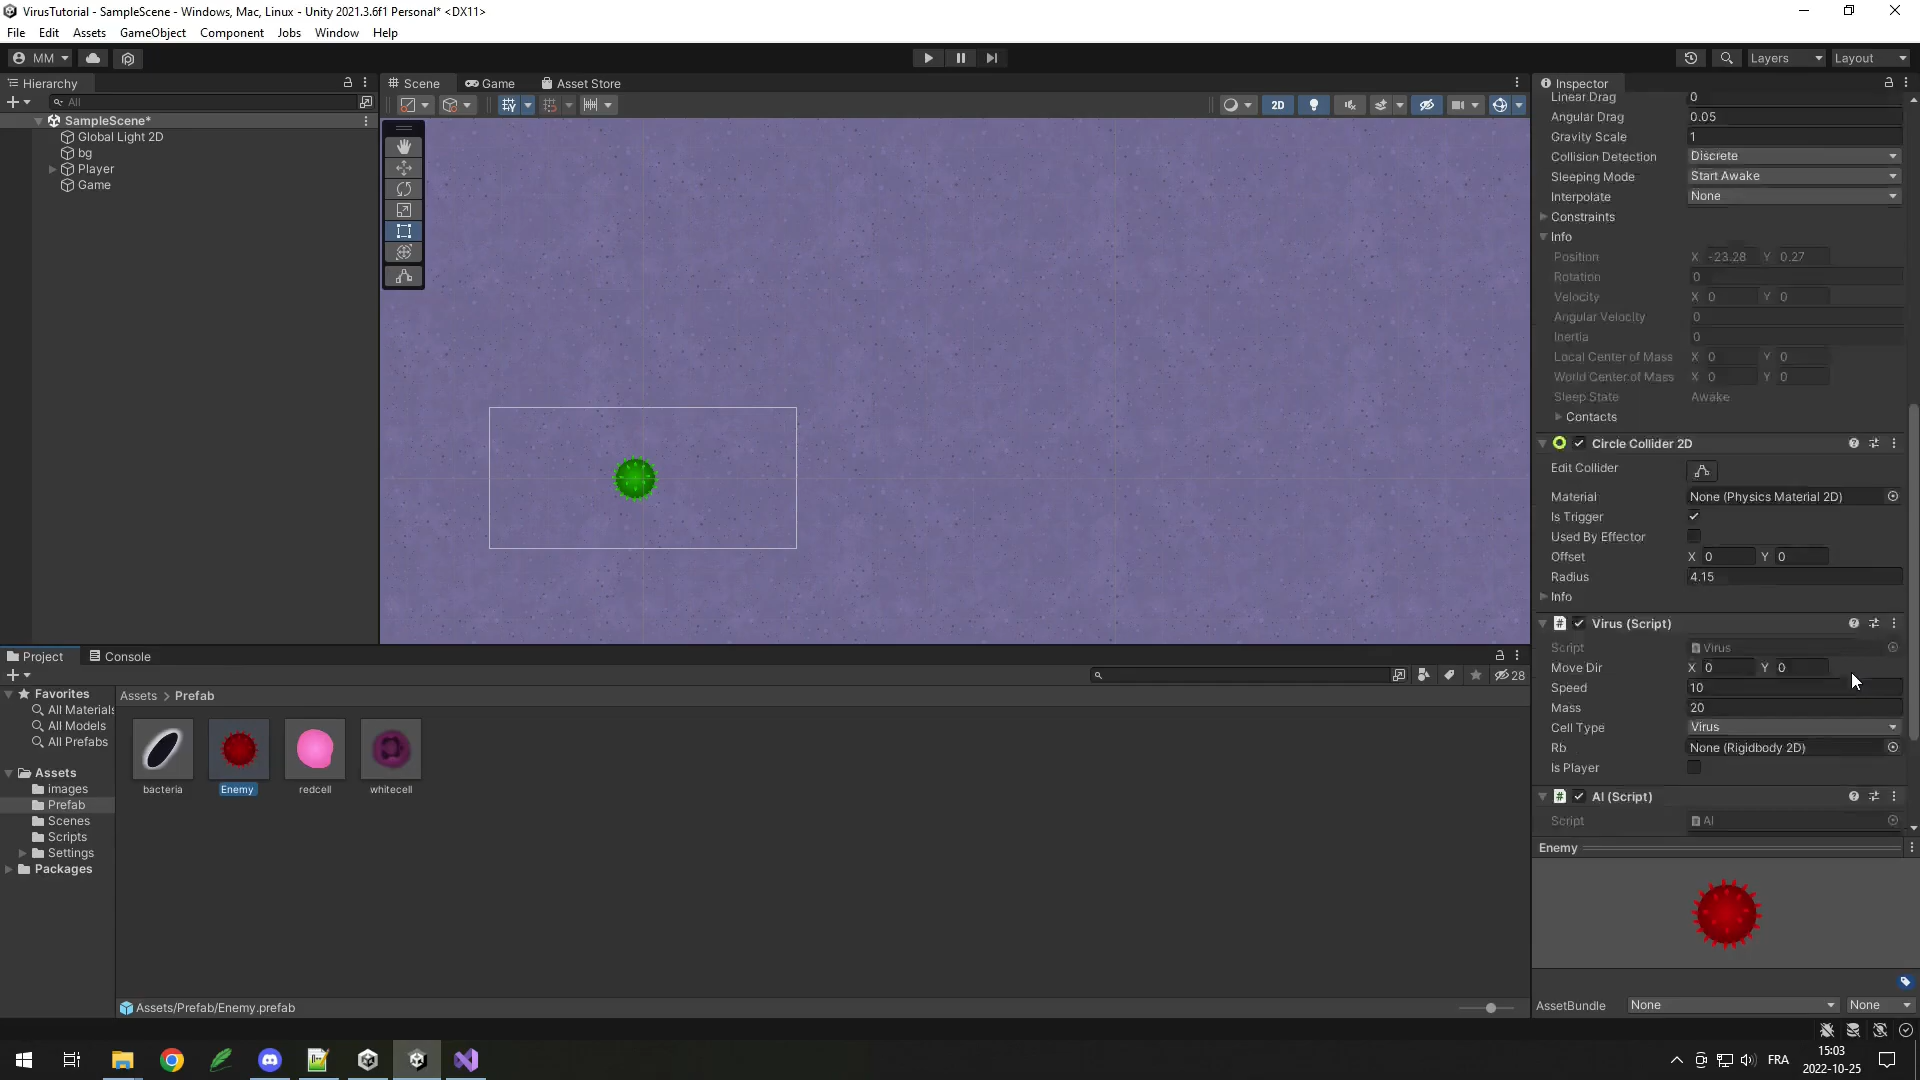 VirusTutorial - SampleScene - Windows, Mac, Linux - Unity 2021.3.6f1 Personal* <DX11>
File Edit Assets GameObject Component Jobs Window Help
MM Layers Layout
Hierarchy
All
SampleScene*
Global Light 2D
bg
Player
Game
Scene Game Asset Store
2D
Inspector
Linear Drag 0
Angular Drag 0.05
Gravity Scale 1
Collision Detection Discrete
Sleeping Mode Start Awake
Interpolate None
Constraints
Info
Position X -23.28 Y 0.27
Rotation 0
Velocity X 0 Y 0
Angular Velocity 0
Inertia 0
Local Center of Mass X 0 Y 0
World Center of Mass X 0 Y 0
Sleep State Awake
Contacts
Circle Collider 2D
Edit Collider
Material None (Physics Material 2D)
Is Trigger
Used By Effector
Offset X 0 Y 0
Radius 4.15
Info
# Virus (Script)
Script Virus
Move Dir X 0 Y 0
Speed 10
Mass 20
Cell Type Virus
Rb None (Rigidbody 2D)
Is Player
# AI (Script)
Script AI
Enemy
AssetBundle None None
Project Console
28
Favorites
All Materials
All Models
All Prefabs
Assets
images
Prefab
Scenes
Scripts
Settings
Packages
Assets > Prefab
bacteria Enemy redcell whitecell
Assets/Prefab/Enemy.prefab
FRA
15:03
2022-10-25